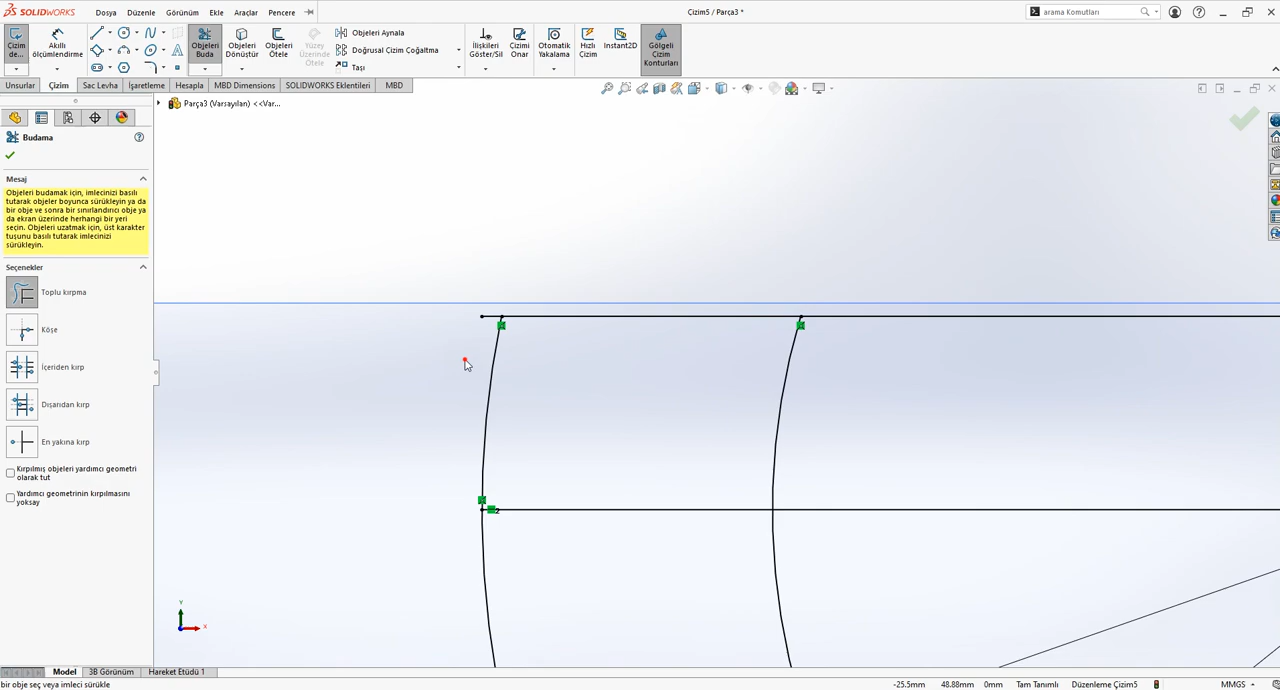 SOLIDWORKS
Dosya Düzenle Görünüm Ekle Araçlar Pencere
Çizim5 / Parça3 *
arama Komutları
Çizim de...
Akıllı ölçümlendirme
Objeleri Buda
Objeleri Dönüştür
Objeleri Ötele
Yüzey Üzerinde Ötele
Objeleri Aynala
Doğrusal Çizim Çoğaltma
Taşı
İlişkileri Göster/Sil
Çizimi Onar
Otomatik Yakalama
Hızlı Çizim
Instant2D
Gölgeli Çizim Konturları
Unsurlar Çizim Sac Levha İşaretleme Hesapla MBD Dimensions SOLIDWORKS Eklentileri MBD
Parça3 (Varsayılan) <<Var...
Budama
Mesaj
Objeleri budamak için, imlecinizi basılı
tutarak objeler boyunca sürükleyin ya da
bir obje ve sonra bir sınırlandırıcı obje ya
da ekran üzerinde herhangi bir yeri
seçin. Objeleri uzatmak için, üst karakter
tuşunu basılı tutarak imlecinizi
sürükleyin.
Seçenekler
Toplu kırpma
Köşe
İçeriden kırp
Dışarıdan kırp
En yakına kırp
Kırpılmış objeleri yardımcı geometri
olarak tut
Yardımcı geometrinin kırpılmasını
yoksay
2
Y
X
Model 3B Görünüm Hareket Etüdü 1
bir obje seç veya imleci sürükle
-25.5mm 48.88mm 0mm Tam Tanımlı Düzenleme Çizim5 MMGS